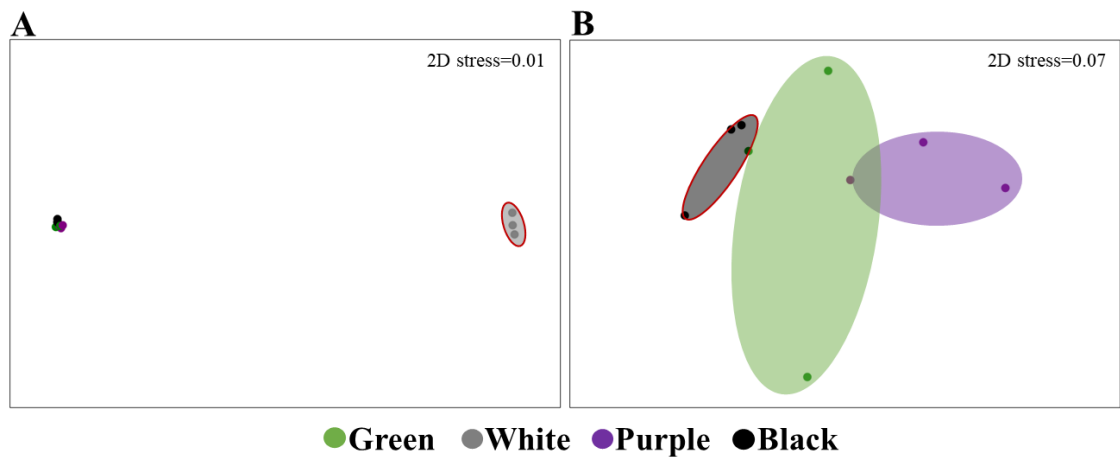 A
B
2D stress=0.01
2D stress=0.07
Green White Purple Black